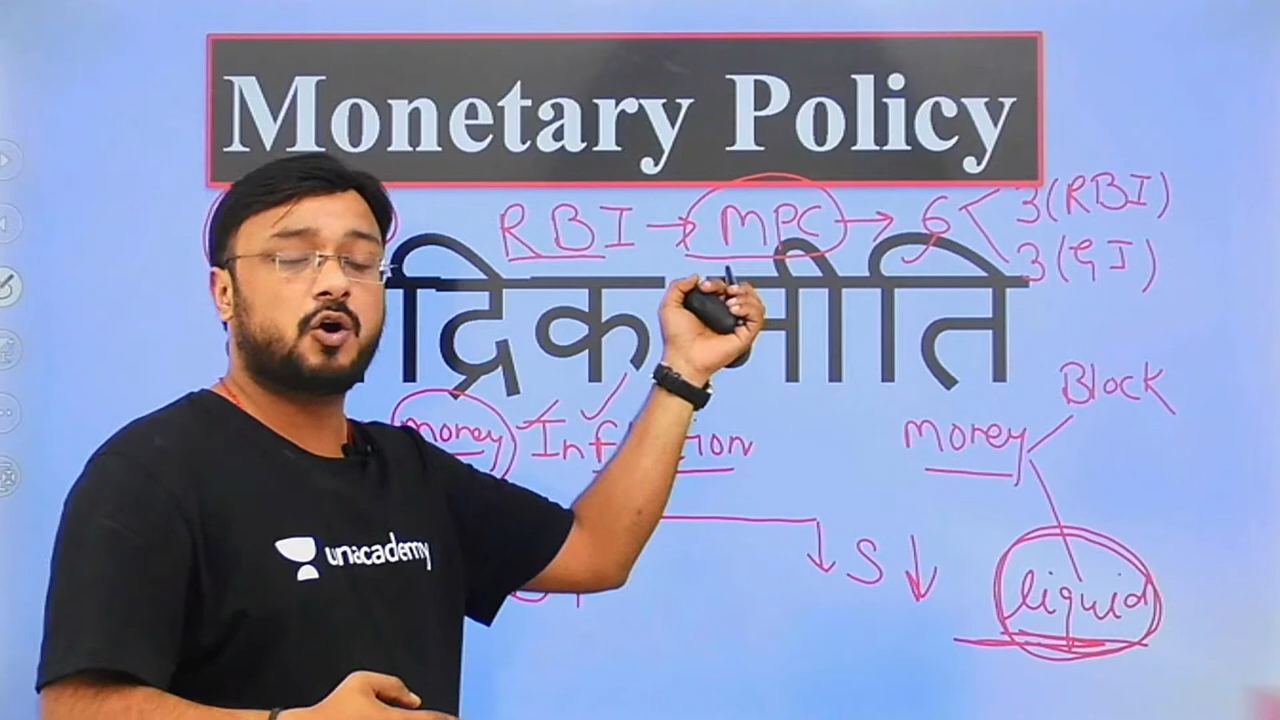 Monetary Policy
RBI → MPC → 6 3(RBI)
3(GI)
द्रिक नीति
Block
money Inflation money
S ↓
liquid
unacademy